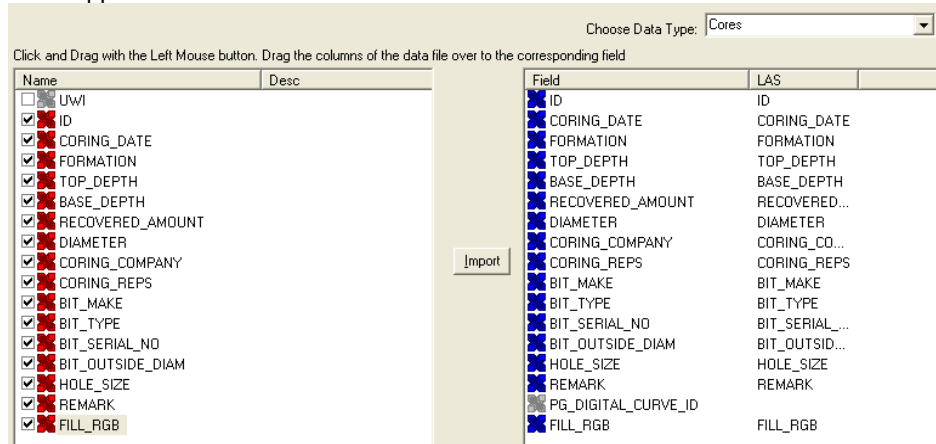 Choose Data Type: Cores
Click and Drag with the Left Mouse button. Drag the columns of the data file over to the corresponding field
Name Desc Field LAS
UWI ID ID
ID CORING_DATE CORING_DATE
CORING_DATE FORMATION FORMATION
FORMATION TOP_DEPTH TOP_DEPTH
TOP_DEPTH BASE_DEPTH BASE_DEPTH
BASE_DEPTH RECOVERED_AMOUNT RECOVERED...
RECOVERED_AMOUNT DIAMETER DIAMETER
DIAMETER CORING_COMPANY CORING_CO...
CORING_COMPANY Import CORING_REPS CORING_REPS
CORING_REPS BIT_MAKE BIT_MAKE
BIT_MAKE BIT_TYPE BIT_TYPE
BIT_TYPE BIT_SERIAL_NO BIT_SERIAL_...
BIT_SERIAL_NO BIT_OUTSIDE_DIAM BIT_OUTSID...
BIT_OUTSIDE_DIAM HOLE_SIZE HOLE_SIZE
HOLE_SIZE REMARK REMARK
REMARK PG_DIGITAL_CURVE_ID
FILL_RGB FILL_RGB FILL_RGB